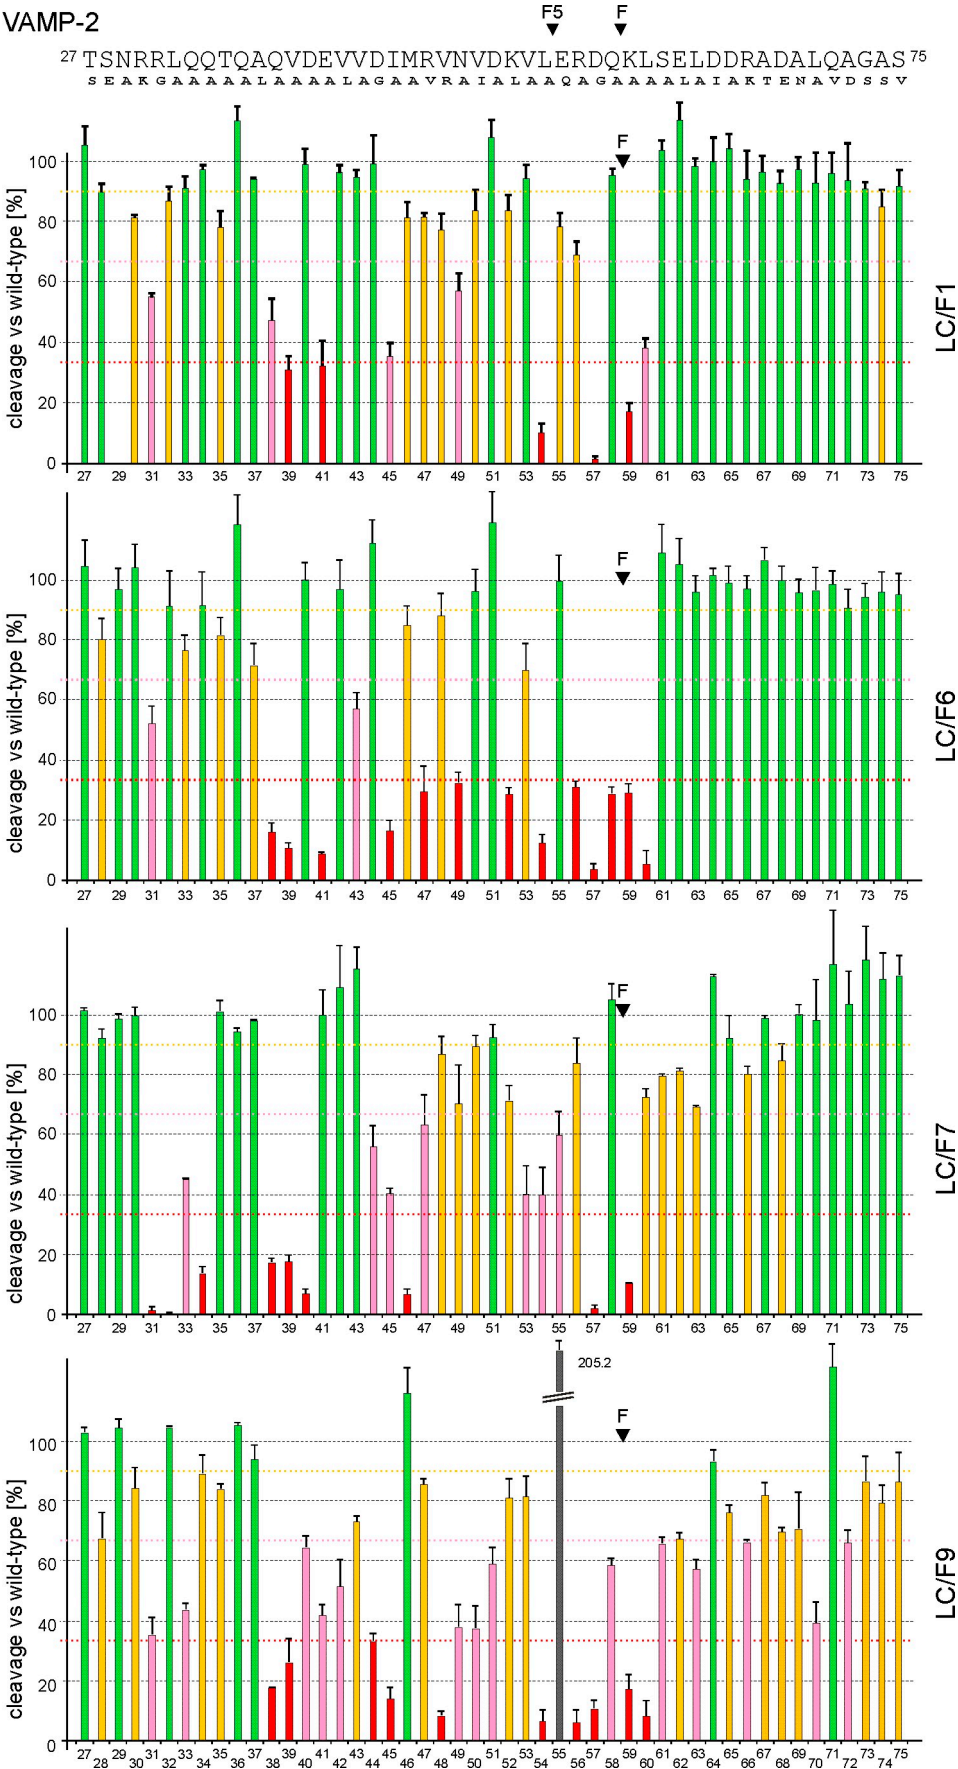 VAMP-2
F5 F
27 TSNRRLQQTQAQVDEVVDIMRVNVDKVLERDQKLSELDDRADALQAGAS 75
S E A K G A A A A A L A A A A L A G A A V R A I A L A A Q A G A A A A L A I A K T E N A V D S S V
F
cleavage vs wild-type [%]
100
80
60
40
20
0
27 29 31 33 35 37 39 41 43 45 47 49 51 53 55 57 59 61 63 65 67 69 71 73 75
LC/F1
F
cleavage vs wild-type [%]
100
80
60
40
20
0
27 29 31 33 35 37 39 41 43 45 47 49 51 53 55 57 59 61 63 65 67 69 71 73 75
LC/F6
F
cleavage vs wild-type [%]
100
80
60
40
20
0
27 29 31 33 35 37 39 41 43 45 47 49 51 53 55 57 59 61 63 65 67 69 71 73 75
LC/F7
205.2
F
cleavage vs wild-type [%]
100
80
60
40
20
0
27 29 31 33 35 37 39 41 43 45 47 49 51 53 55 57 59 61 63 65 67 69 71 73 75
28 30 32 34 36 38 40 42 44 46 48 50 52 54 56 58 60 62 64 66 68 70 72 74
LC/F9